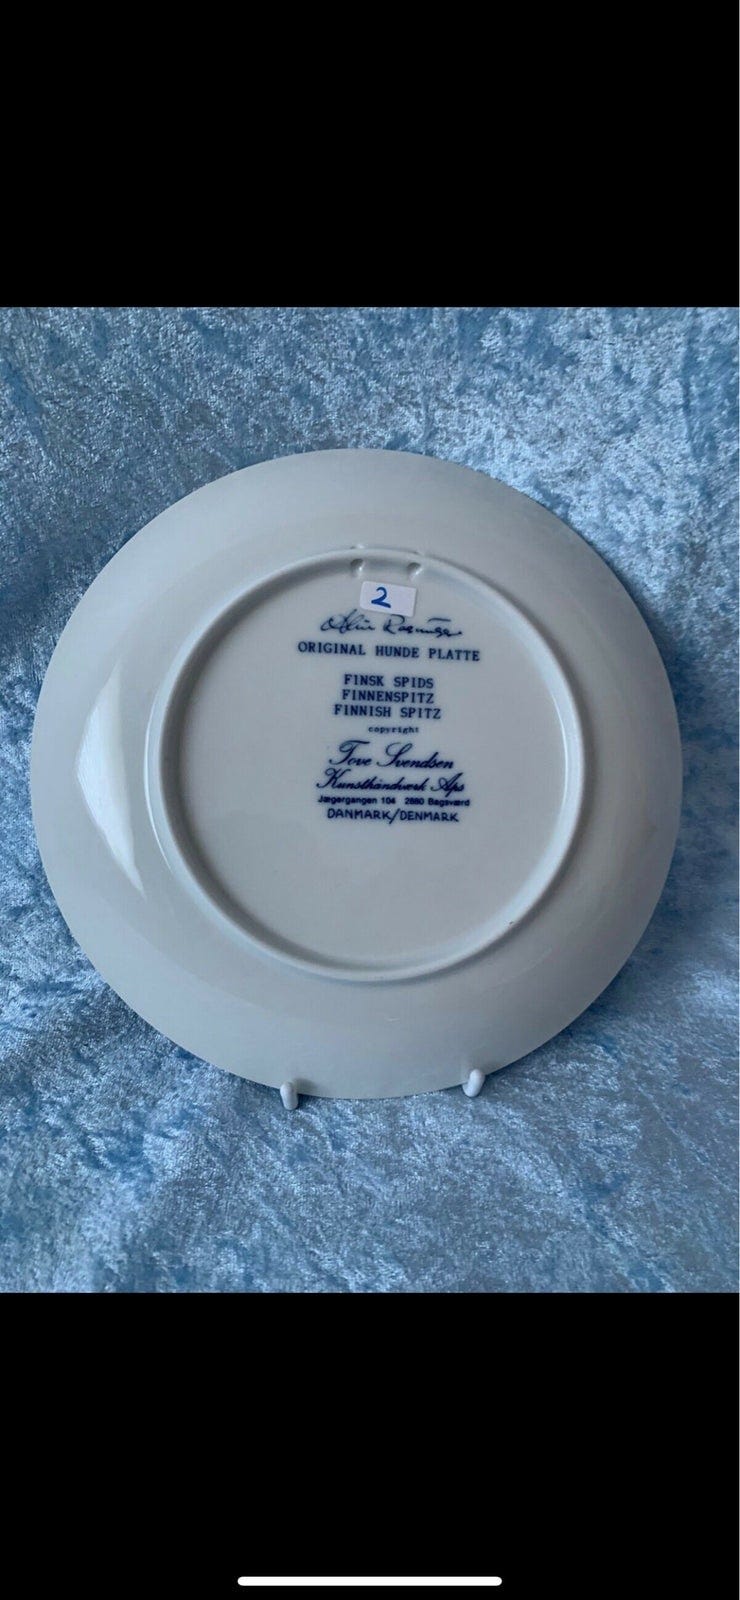 2
ORIGINAL HUNDE PLATTE
FINSK SPIDS
FINNENSPITZ
FINNISH SPITZ
copyright
Tove Svendsen
Kunsthåndværk Aps
Jægergangen 104 2880 Bagsværd
DANMARK/DENMARK